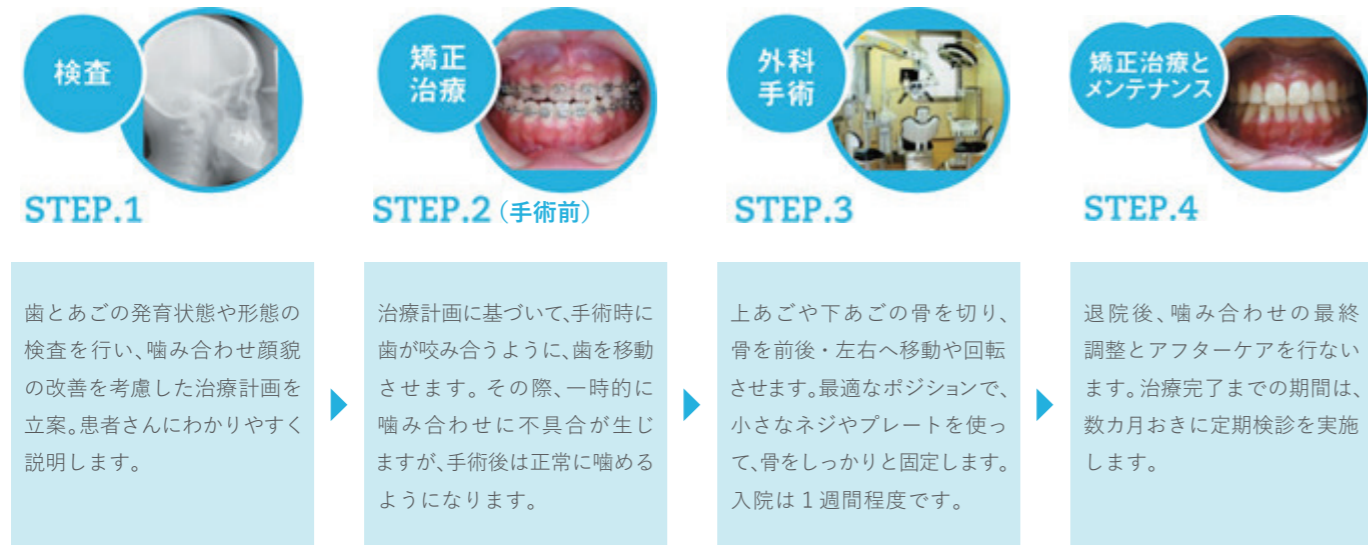 検査
STEP.1
歯とあごの発育状態や形態の
検査を行い、噛み合わせ顔貌
の改善を考慮した治療計画を
立案。患者さんにわかりやすく
説明します。
矯正
治療
STEP.2（手術前）
治療計画に基づいて、手術時に
歯が咬み合うように、歯を移動
させます。その際、一時的に
噛み合わせに不具合が生じ
ますが、手術後は正常に噛める
ようになります。
外科
手術
STEP.3
上あごや下あごの骨を切り、
骨を前後・左右へ移動や回転
させます。最適なポジションで、
小さなネジやプレートを使っ
て、骨をしっかりと固定します。
入院は1週間程度です。
矯正治療と
メンテナンス
STEP.4
退院後、噛み合わせの最終
調整とアフターケアを行ない
ます。治療完了までの期間は、
数カ月おきに定期検診を実施
します。